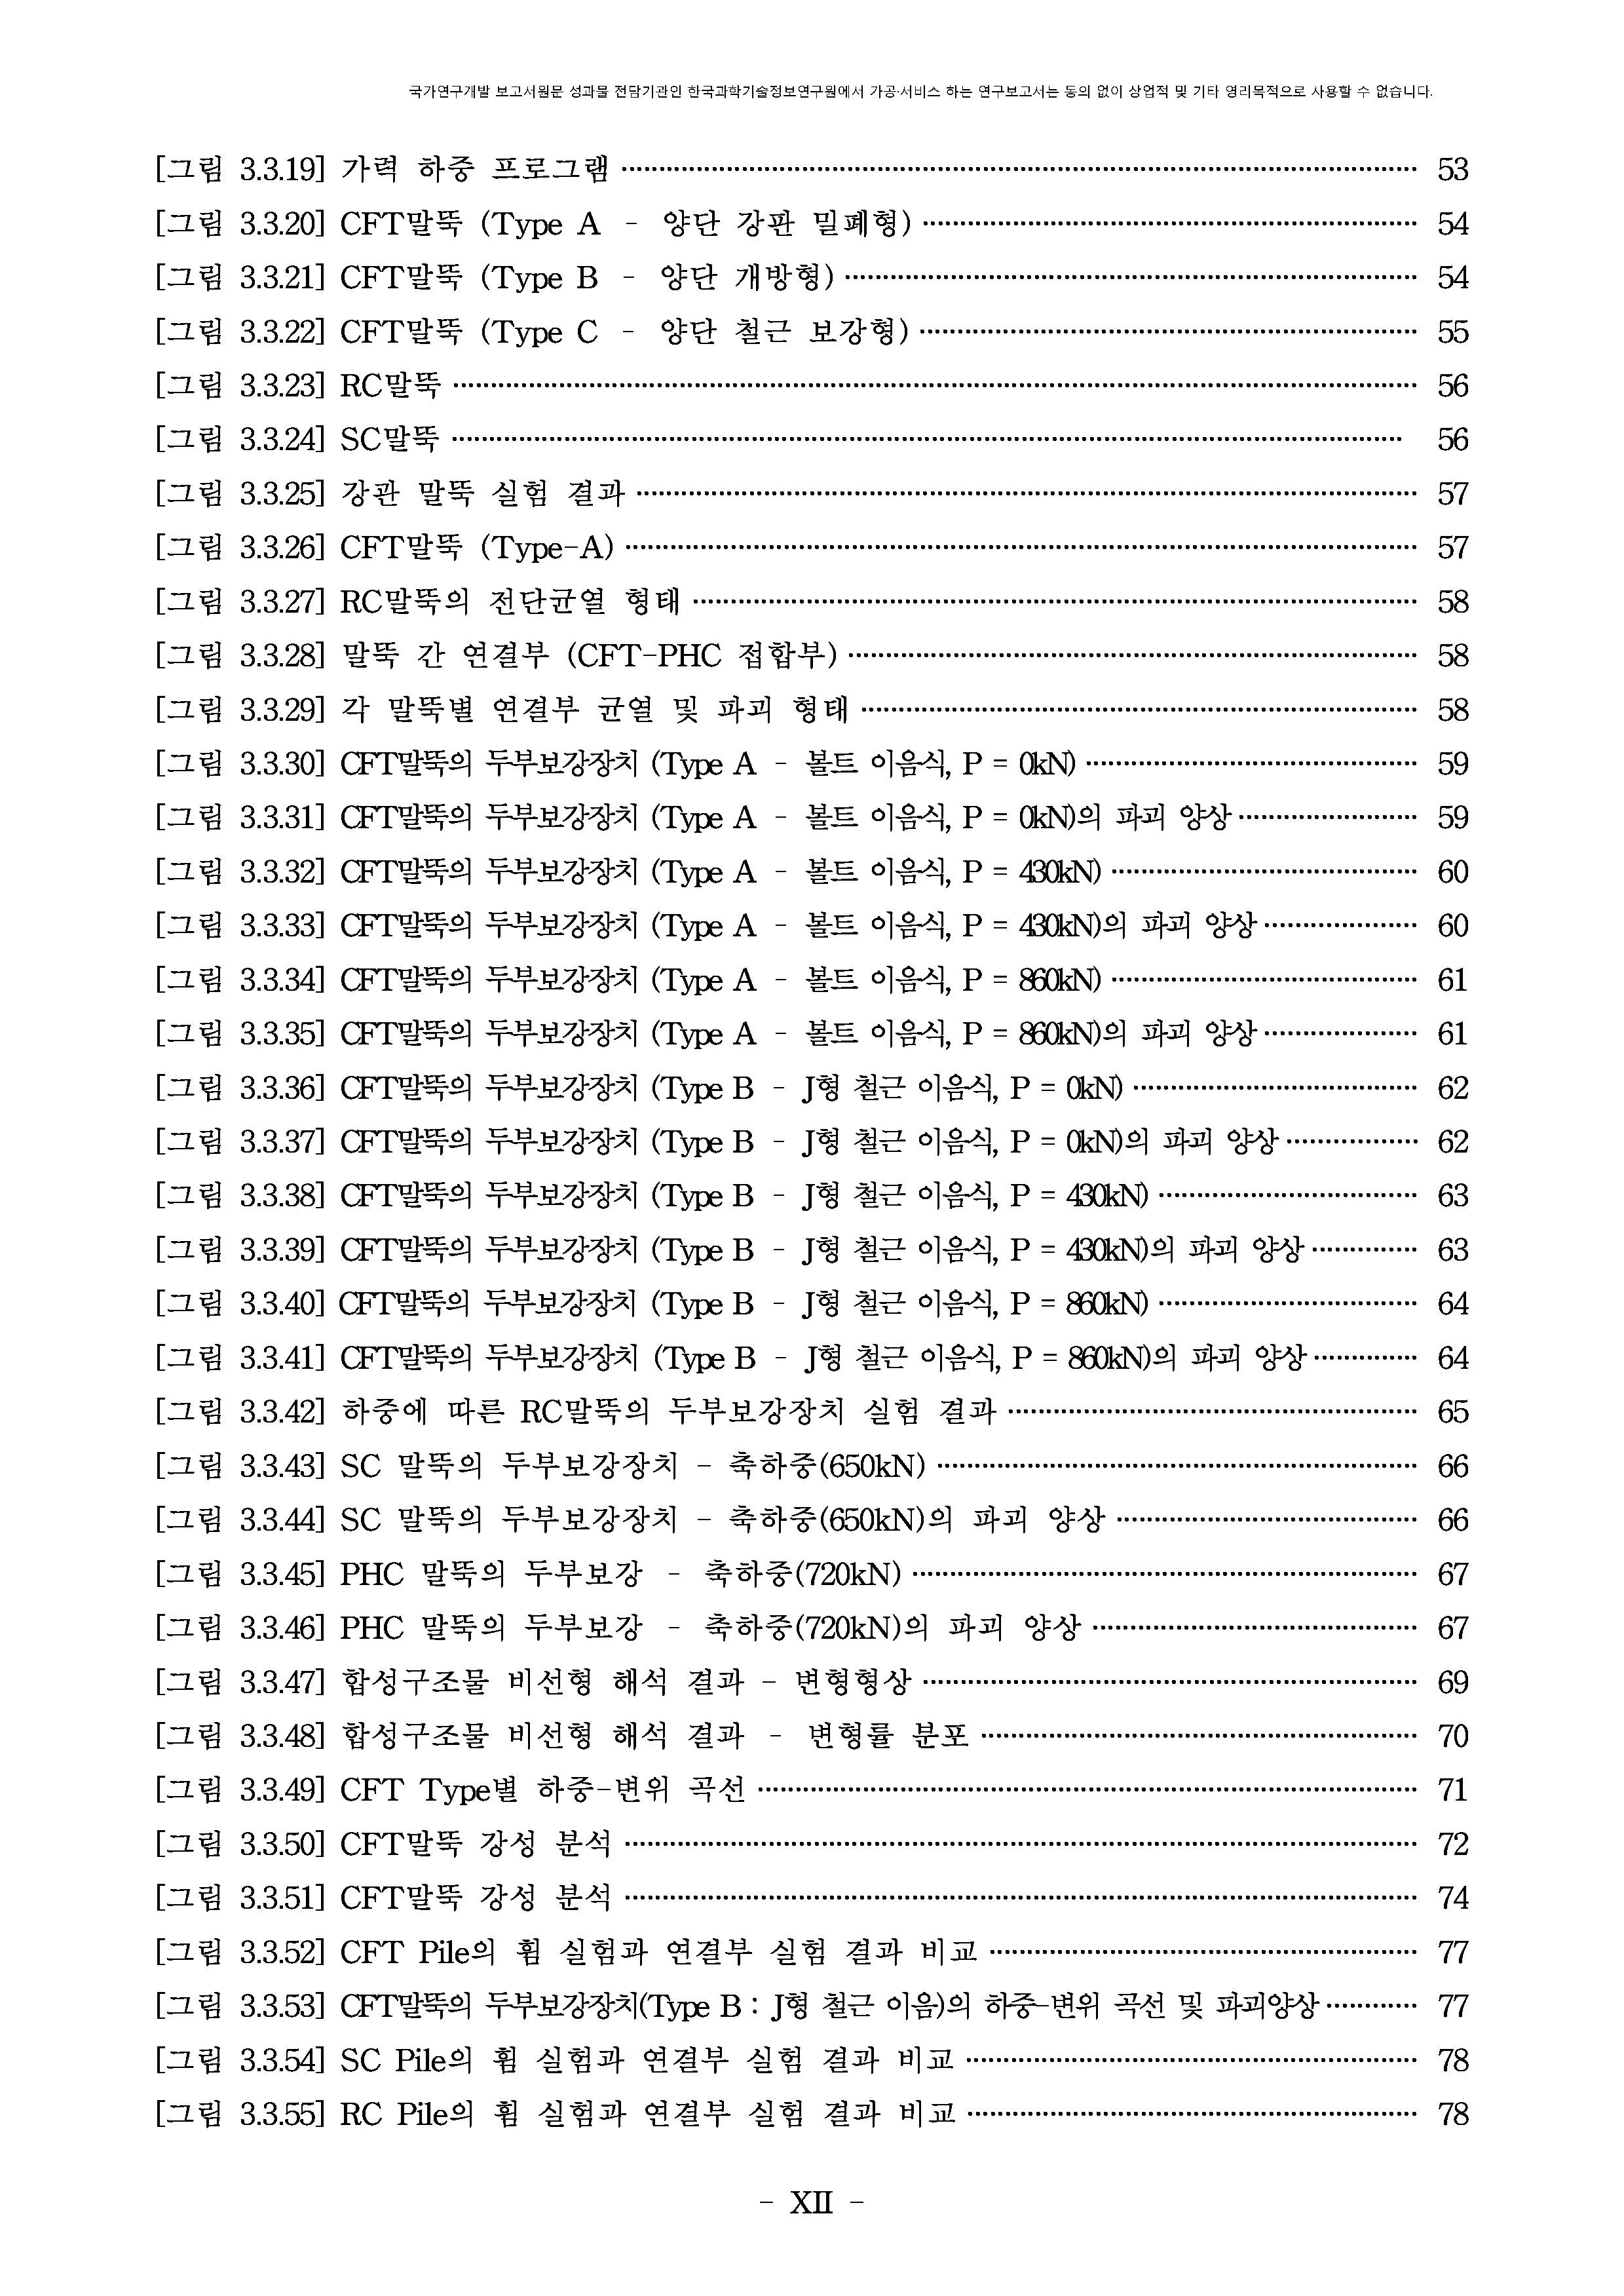 국가연구개발 보고서원문 성과물 전담기관인 한국과학기술정보연구원에서 가공·서비스 하는 연구보고서는 동의 없이 상업적 및 기타 영리목적으로 사용할 수 없습니다.
[그림 3.3.19] 가력 하중 프로그램 ······ 53
[그림 3.3.20] CFT말뚝 (Type A - 양단 강판 밀폐형) ······ 54
[그림 3.3.21] CFT말뚝 (Type B - 양단 개방형) ······ 54
[그림 3.3.22] CFT말뚝 (Type C - 양단 철근 보강형) ······ 55
[그림 3.3.23] RC말뚝 ······ 56
[그림 3.3.24] SC말뚝 ······ 56
[그림 3.3.25] 강관 말뚝 실험 결과 ······ 57
[그림 3.3.26] CFT말뚝 (Type-A) ······ 57
[그림 3.3.27] RC말뚝의 전단균열 형태 ······ 58
[그림 3.3.28] 말뚝 간 연결부 (CFT-PHC 접합부) ······ 58
[그림 3.3.29] 각 말뚝별 연결부 균열 및 파괴 형태 ······ 58
[그림 3.3.30] CFT말뚝의 두부보강장치 (Type A - 볼트 이음식, P = 0kN) ······ 59
[그림 3.3.31] CFT말뚝의 두부보강장치 (Type A - 볼트 이음식, P = 0kN)의 파괴 양상 ······ 59
[그림 3.3.32] CFT말뚝의 두부보강장치 (Type A - 볼트 이음식, P = 430kN) ······ 60
[그림 3.3.33] CFT말뚝의 두부보강장치 (Type A - 볼트 이음식, P = 430kN)의 파괴 양상 ······ 60
[그림 3.3.34] CFT말뚝의 두부보강장치 (Type A - 볼트 이음식, P = 860kN) ······ 61
[그림 3.3.35] CFT말뚝의 두부보강장치 (Type A - 볼트 이음식, P = 860kN)의 파괴 양상 ······ 61
[그림 3.3.36] CFT말뚝의 두부보강장치 (Type B - J형 철근 이음식, P = 0kN) ······ 62
[그림 3.3.37] CFT말뚝의 두부보강장치 (Type B - J형 철근 이음식, P = 0kN)의 파괴 양상 ······ 62
[그림 3.3.38] CFT말뚝의 두부보강장치 (Type B - J형 철근 이음식, P = 430kN) ······ 63
[그림 3.3.39] CFT말뚝의 두부보강장치 (Type B - J형 철근 이음식, P = 430kN)의 파괴 양상 ······ 63
[그림 3.3.40] CFT말뚝의 두부보강장치 (Type B - J형 철근 이음식, P = 860kN) ······ 64
[그림 3.3.41] CFT말뚝의 두부보강장치 (Type B - J형 철근 이음식, P = 860kN)의 파괴 양상 ······ 64
[그림 3.3.42] 하중에 따른 RC말뚝의 두부보강장치 실험 결과 ······ 65
[그림 3.3.43] SC 말뚝의 두부보강장치 - 축하중(650kN) ······ 66
[그림 3.3.44] SC 말뚝의 두부보강장치 - 축하중(650kN)의 파괴 양상 ······ 66
[그림 3.3.45] PHC 말뚝의 두부보강 - 축하중(720kN) ······ 67
[그림 3.3.46] PHC 말뚝의 두부보강 - 축하중(720kN)의 파괴 양상 ······ 67
[그림 3.3.47] 합성구조물 비선형 해석 결과 - 변형형상 ······ 69
[그림 3.3.48] 합성구조물 비선형 해석 결과 - 변형률 분포 ······ 70
[그림 3.3.49] CFT Type별 하중-변위 곡선 ······ 71
[그림 3.3.50] CFT말뚝 강성 분석 ······ 72
[그림 3.3.51] CFT말뚝 강성 분석 ······ 74
[그림 3.3.52] CFT Pile의 휨 실험과 연결부 실험 결과 비교 ······ 77
[그림 3.3.53] CFT말뚝의 두부보강장치(Type B : J형 철근 이음)의 하중-변위 곡선 및 파괴양상 ······ 77
[그림 3.3.54] SC Pile의 휨 실험과 연결부 실험 결과 비교 ······ 78
[그림 3.3.55] RC Pile의 휨 실험과 연결부 실험 결과 비교 ······ 78
- XII -